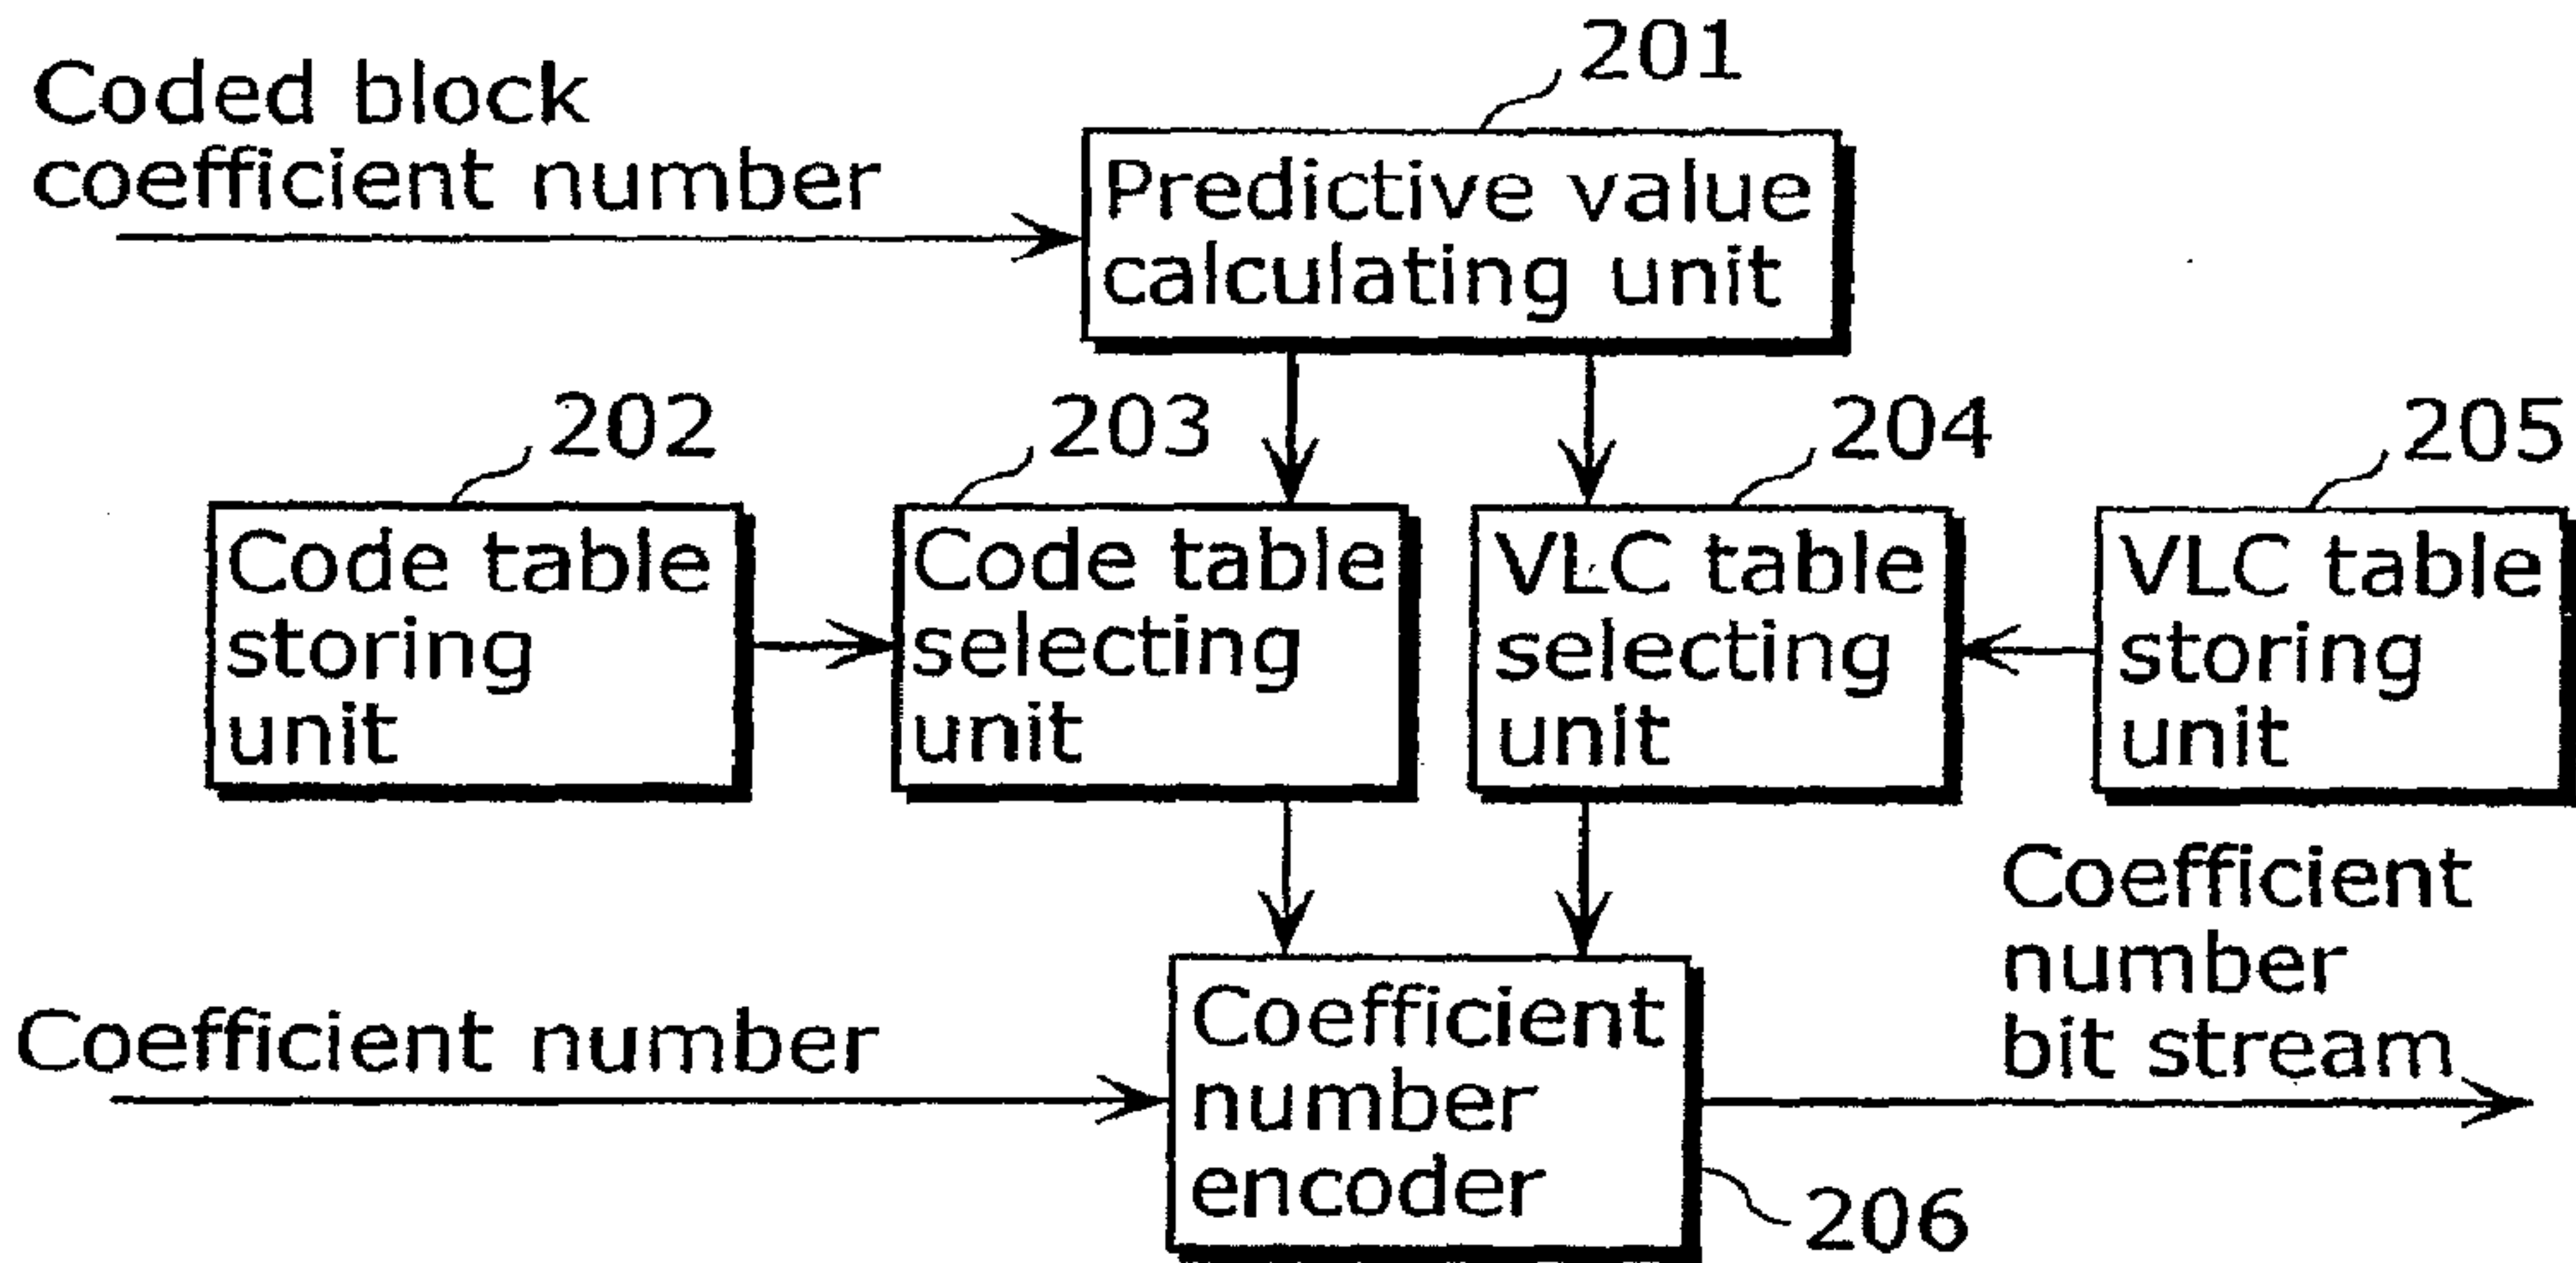 Coded block
coefficient number
201
Predictive value
calculating unit
202
203
204
205
Code table
storing
unit
Code table
selecting
unit
VLC table
selecting
unit
VLC table
storing
unit
Coefficient number
Coefficient
number
encoder
Coefficient
number
bit stream
206